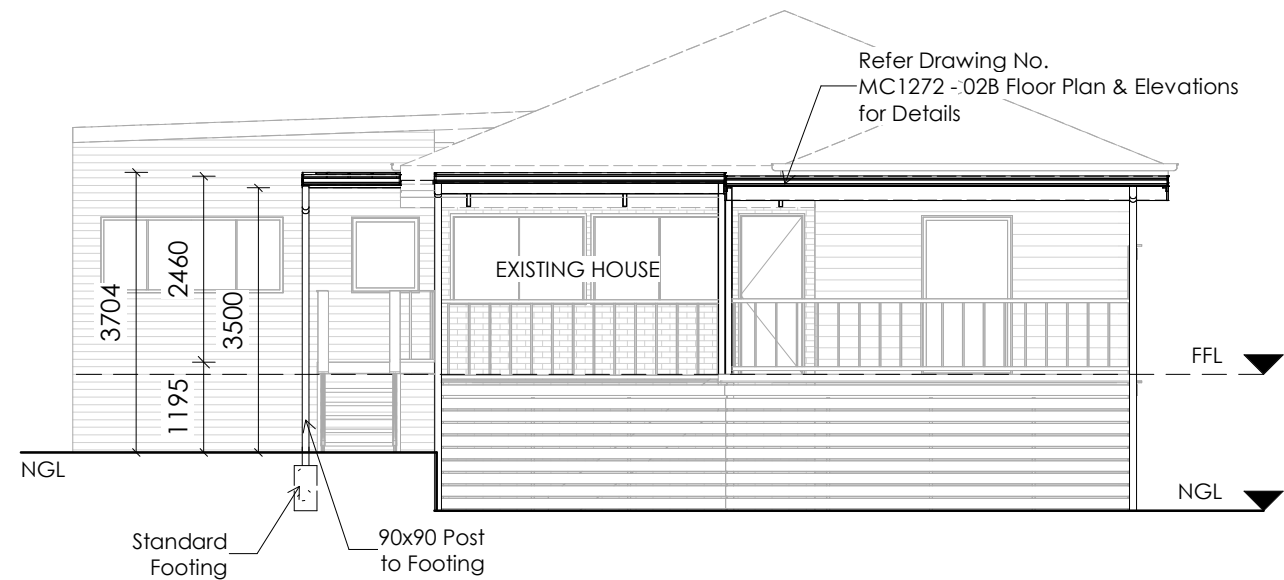 Refer Drawing No.
MC1272 - 02B Floor Plan & Elevations
for Details
3704
2460
3500
1195
EXISTING HOUSE
FFL
NGL
NGL
Standard
Footing
90x90 Post
to Footing